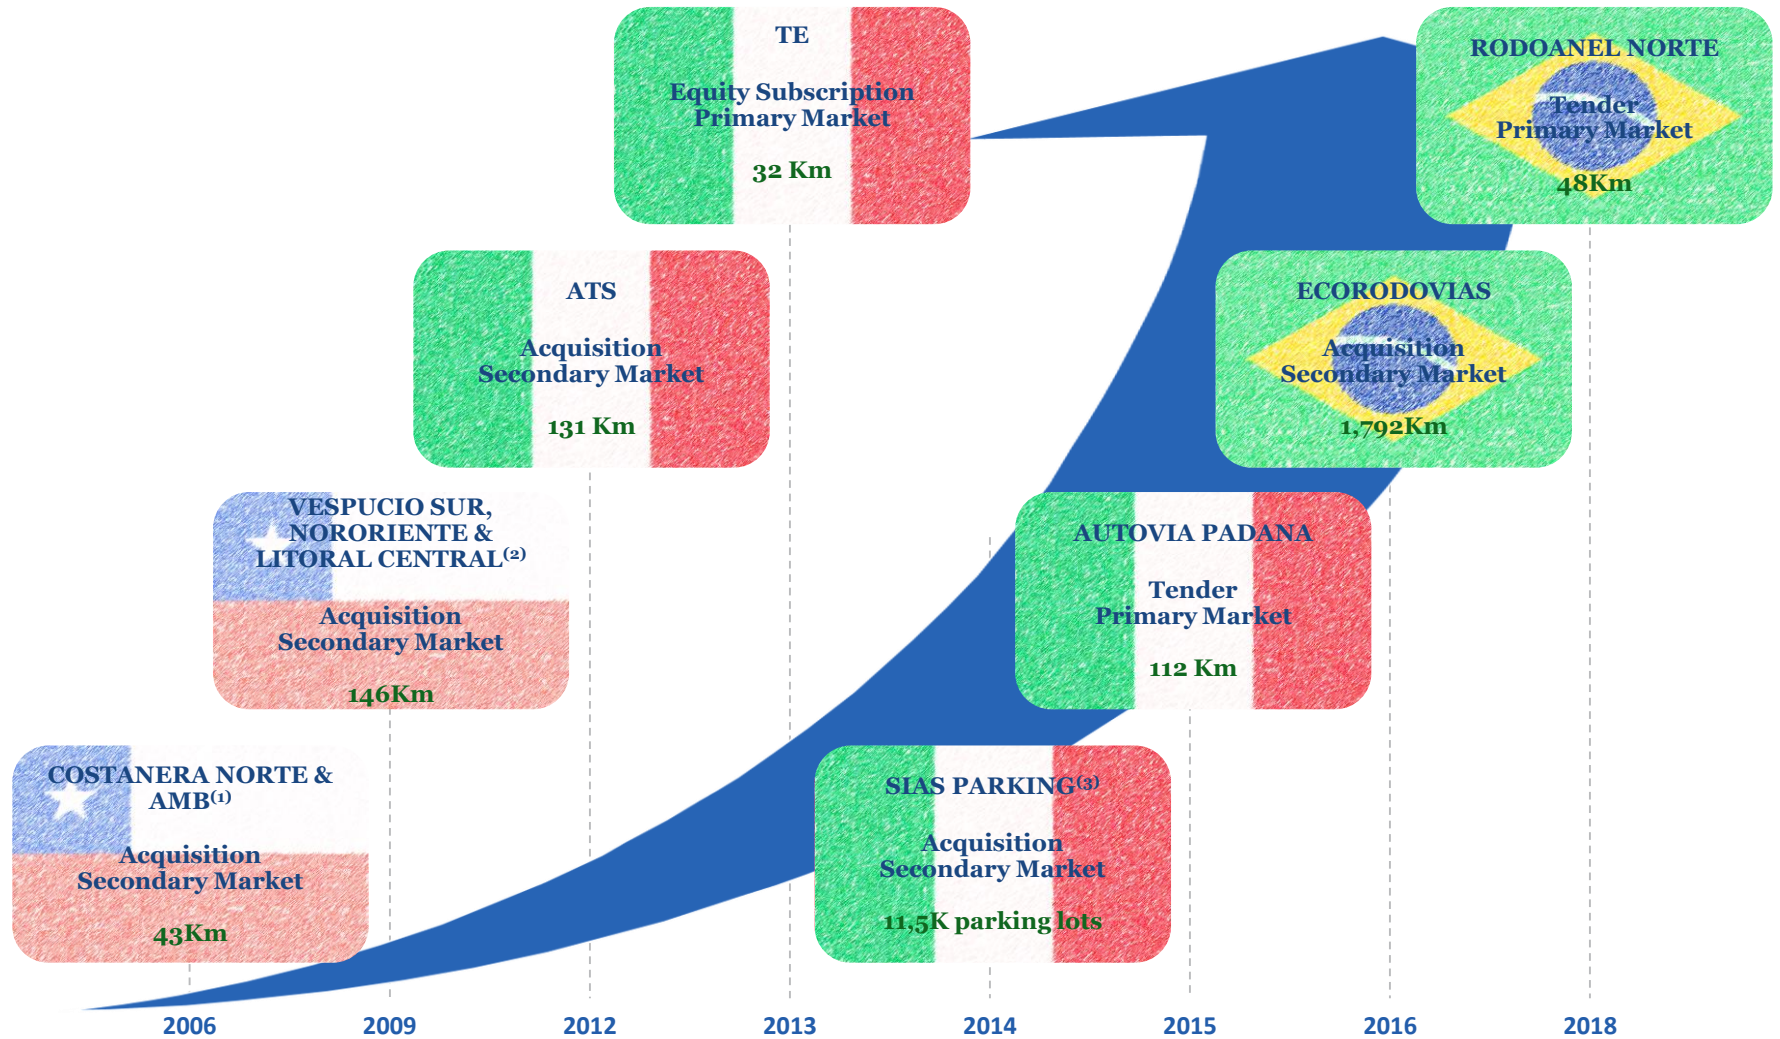 TE
Equity Subscription
Primary Market
32 Km
RODOANEL NORTE
Tender
Primary Market
48Km
ATS
Acquisition
Secondary Market
131 Km
ECORODOVIAS
Acquisition
Secondary Market
1,792Km
VESPUCIO SUR,
NORORIENTE &
LITORAL CENTRAL(2)
Acquisition
Secondary Market
146Km
AUTOVIA PADANA
Tender
Primary Market
112 Km
COSTANERA NORTE &
AMB(1)
Acquisition
Secondary Market
43Km
SIAS PARKING(3)
Acquisition
Secondary Market
11,5K parking lots
2006 2009 2012 2013 2014 2015 2016 2018